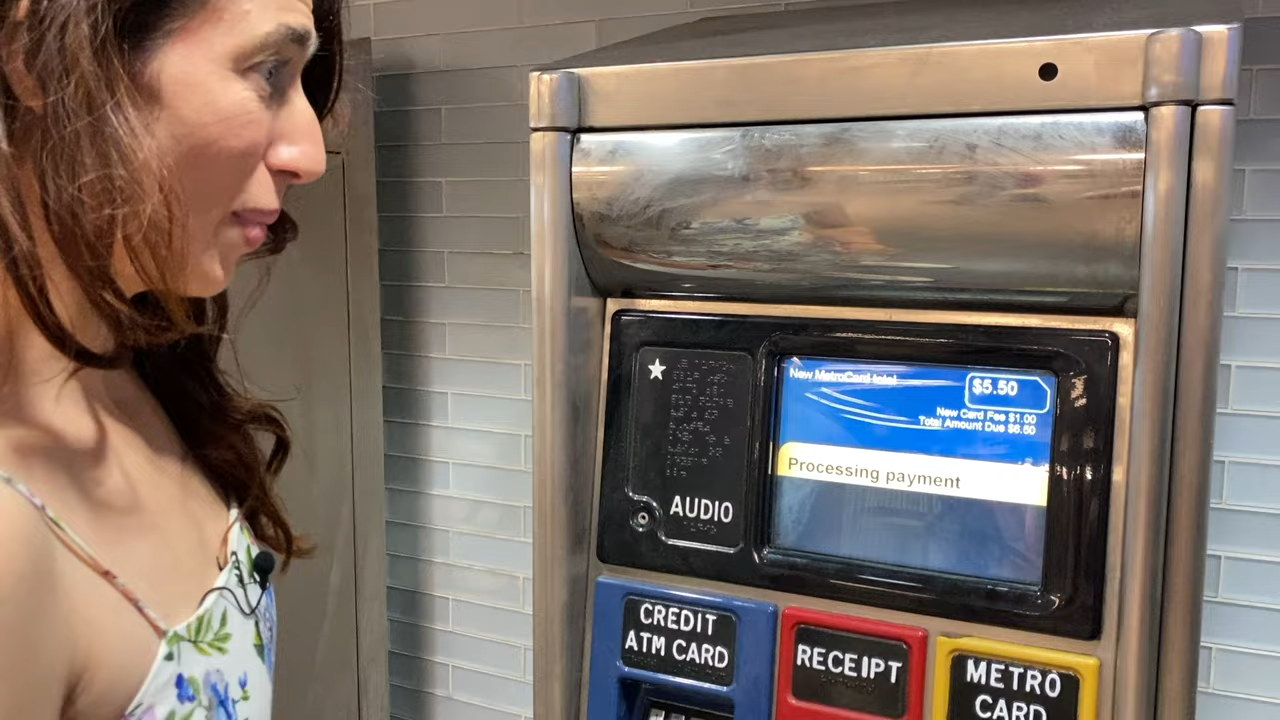 New MetroCard total
$5.50
New Card Fee $1.00
Total Amount Due $6.50
Processing payment
AUDIO
CREDIT
ATM CARD
RECEIPT
METRO
CARD